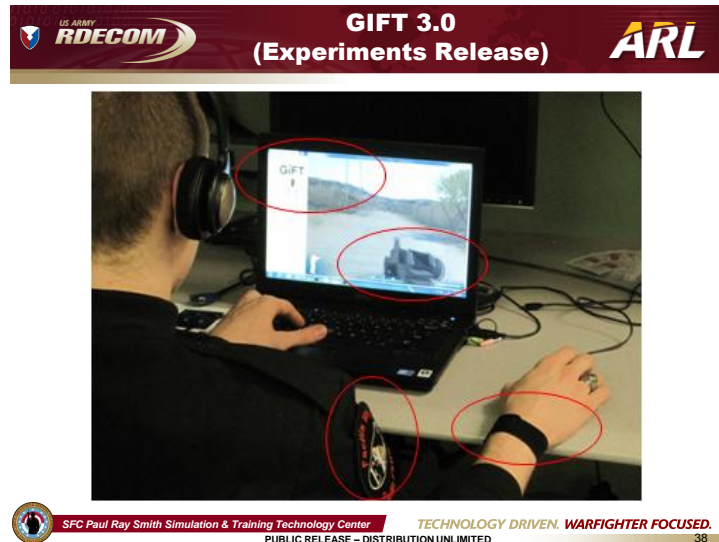 US ARMY
RDECOM
GIFT 3.0
(Experiments Release)
ARL
GIFT
SFC Paul Ray Smith Simulation & Training Technology Center
TECHNOLOGY DRIVEN. WARFIGHTER FOCUSED.
PUBLIC RELEASE – DISTRIBUTION UNLIMITED
38